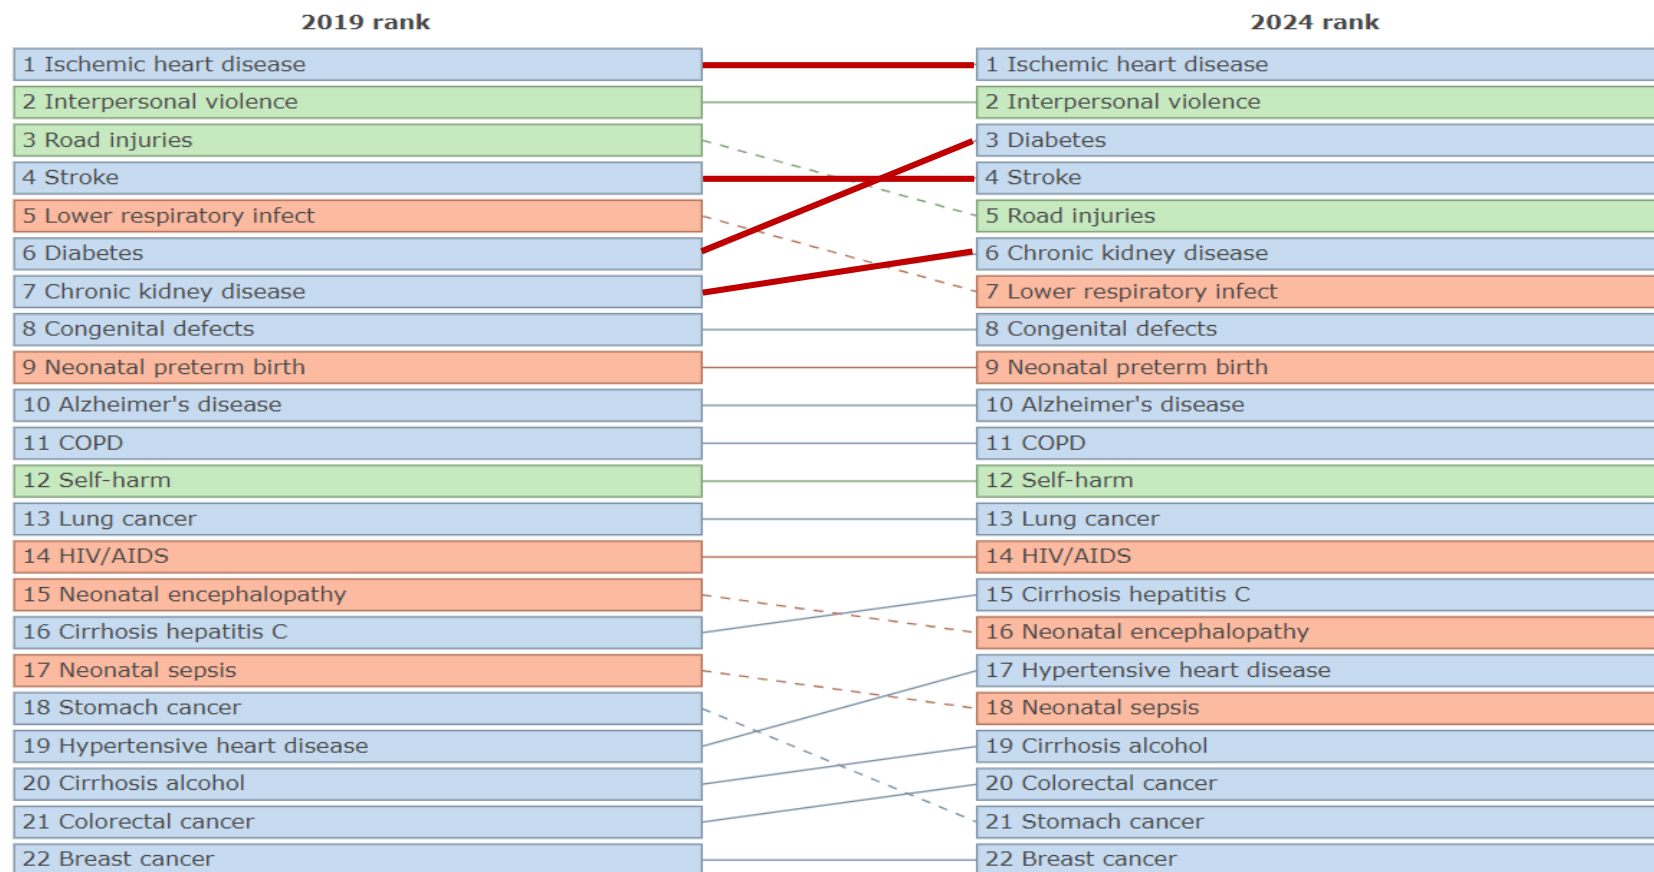 2019 rank
2024 rank
1 Ischemic heart disease
1 Ischemic heart disease
2 Interpersonal violence
2 Interpersonal violence
3 Road injuries
3 Diabetes
4 Stroke
4 Stroke
5 Lower respiratory infect
5 Road injuries
6 Diabetes
6 Chronic kidney disease
7 Chronic kidney disease
7 Lower respiratory infect
8 Congenital defects
8 Congenital defects
9 Neonatal preterm birth
9 Neonatal preterm birth
10 Alzheimer's disease
10 Alzheimer's disease
11 COPD
11 COPD
12 Self-harm
12 Self-harm
13 Lung cancer
13 Lung cancer
14 HIV/AIDS
14 HIV/AIDS
15 Neonatal encephalopathy
15 Cirrhosis hepatitis C
16 Cirrhosis hepatitis C
16 Neonatal encephalopathy
17 Neonatal sepsis
17 Hypertensive heart disease
18 Stomach cancer
18 Neonatal sepsis
19 Hypertensive heart disease
19 Cirrhosis alcohol
20 Cirrhosis alcohol
20 Colorectal cancer
21 Colorectal cancer
21 Stomach cancer
22 Breast cancer
22 Breast cancer